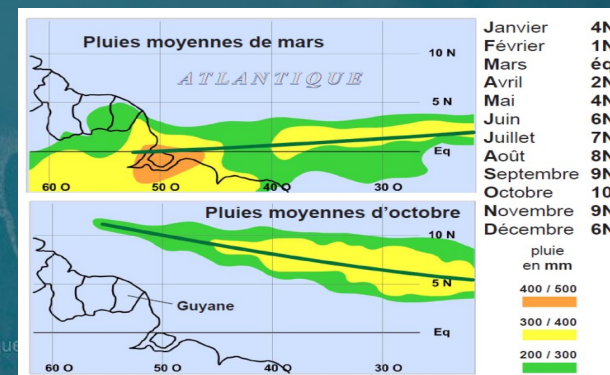 Pluies moyennes de mars
10 N
ATLANTIQUE
5 N
Eq
60 O 50 O 40 O 30 O
Pluies moyennes d'octobre
10 N
5 N
Guyane
Eq
60 O 50 O 40 O 30 O
Janvier 4N
Février 1N
Mars éq
Avril 2N
Mai 4N
Juin 6N
Juillet 7N
Août 8N
Septembre 9N
Octobre 10
Novembre 9N
Décembre 6N
pluie
en mm
400 / 500
300 / 400
200 / 300